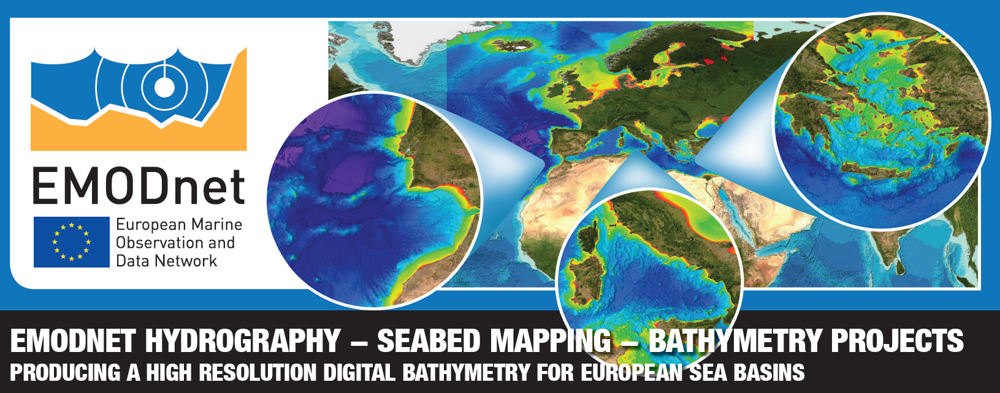 EMODnet
European Marine
Observation and
Data Network
EMODNET HYDROGRAPHY – SEABED MAPPING – BATHYMETRY PROJECTS
PRODUCING A HIGH RESOLUTION DIGITAL BATHYMETRY FOR EUROPEAN SEA BASINS